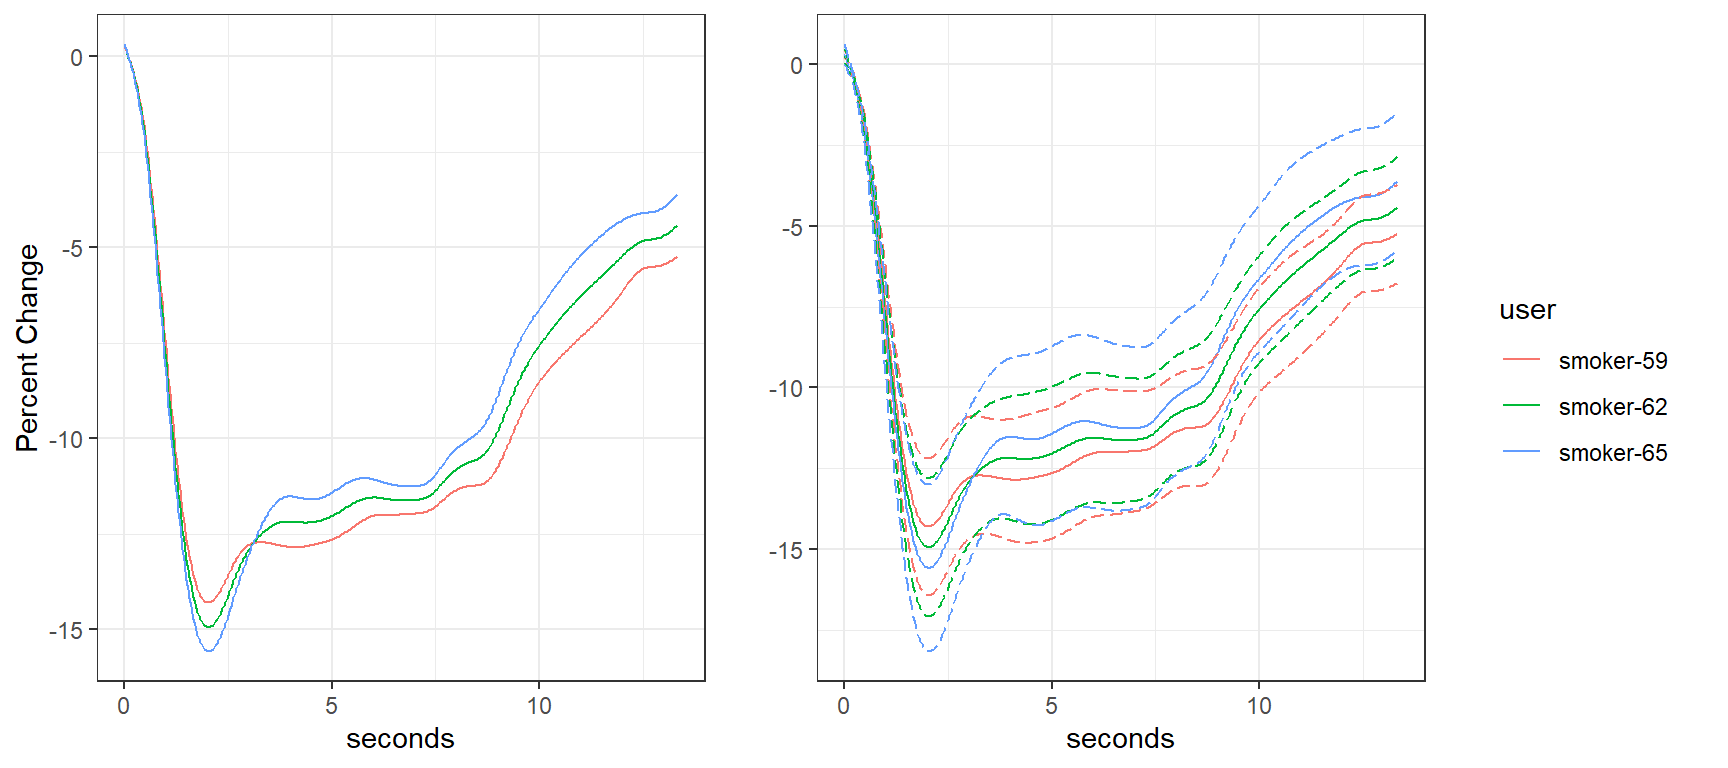 Percent Change
0
-5
-10
-15
0 5 10
seconds
0
-5
-10
-15
0 5 10
seconds
user
smoker-59
smoker-62
smoker-65